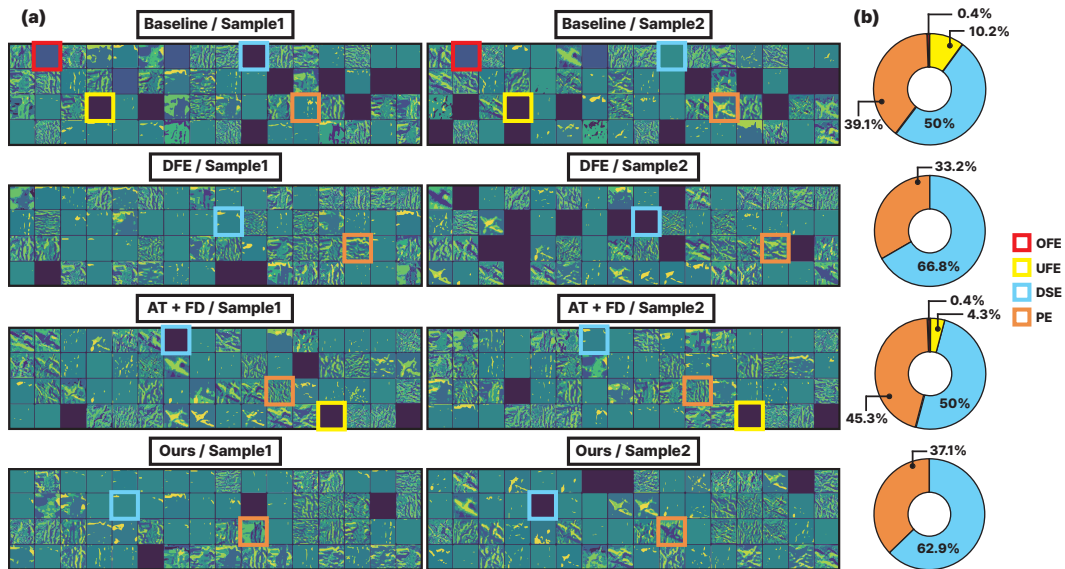 (a)
Baseline / Sample1
Baseline / Sample2
(b)
0.4%
10.2%
39.1%
50%
DFE / Sample1
DFE / Sample2
33.2%
66.8%
OFE
UFE
DSE
PE
AT + FD / Sample1
AT + FD / Sample2
0.4%
4.3%
45.3%
50%
Ours / Sample1
Ours / Sample2
37.1%
62.9%